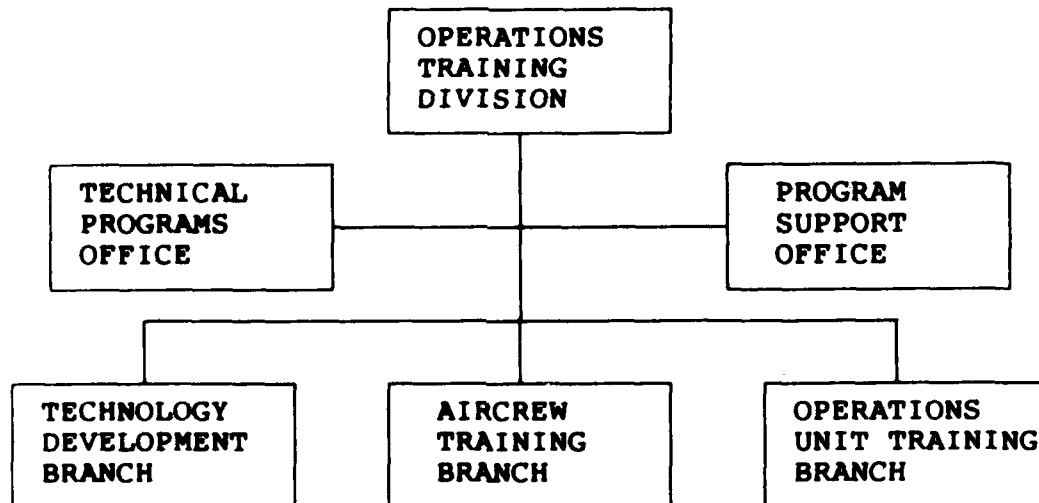 OPERATIONS
TRAINING
DIVISION
TECHNICAL
PROGRAMS
OFFICE
PROGRAM
SUPPORT
OFFICE
TECHNOLOGY
DEVELOPMENT
BRANCH
AIRCREW
TRAINING
BRANCH
OPERATIONS
UNIT TRAINING
BRANCH